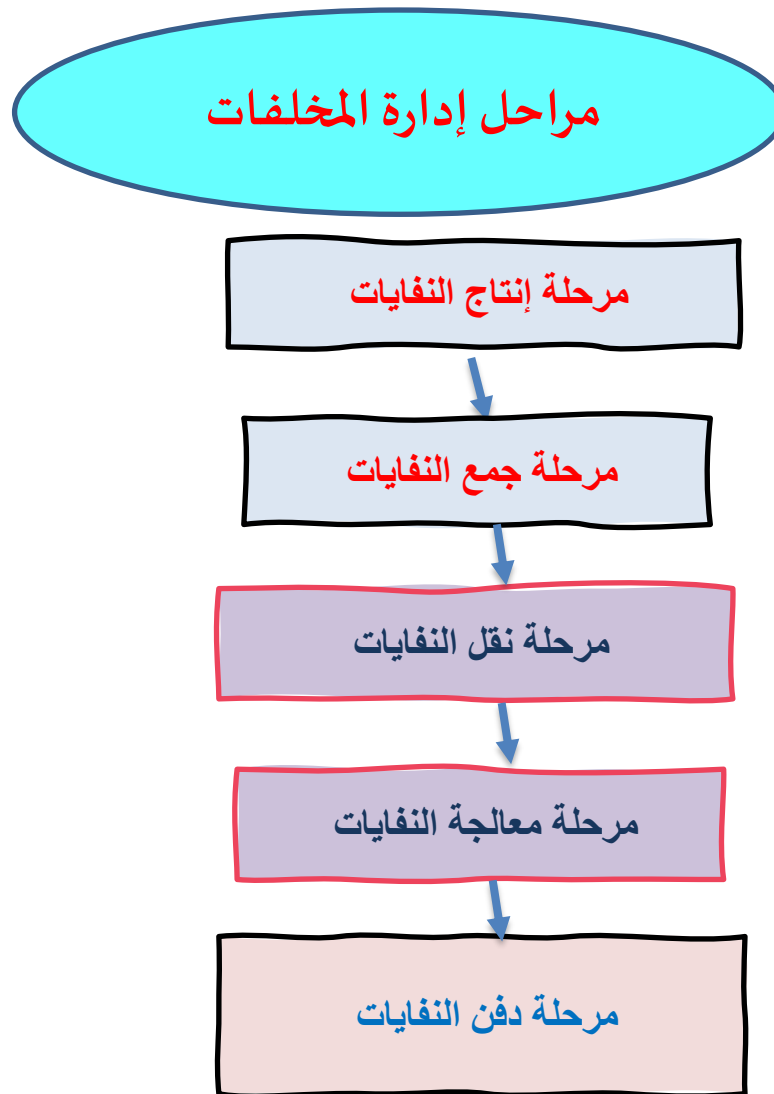 مراحل إدارة المخلفات
مرحلة إنتاج النفايات
مرحلة جمع النفايات
مرحلة نقل النفايات
مرحلة معالجة النفايات
مرحلة دفن النفايات